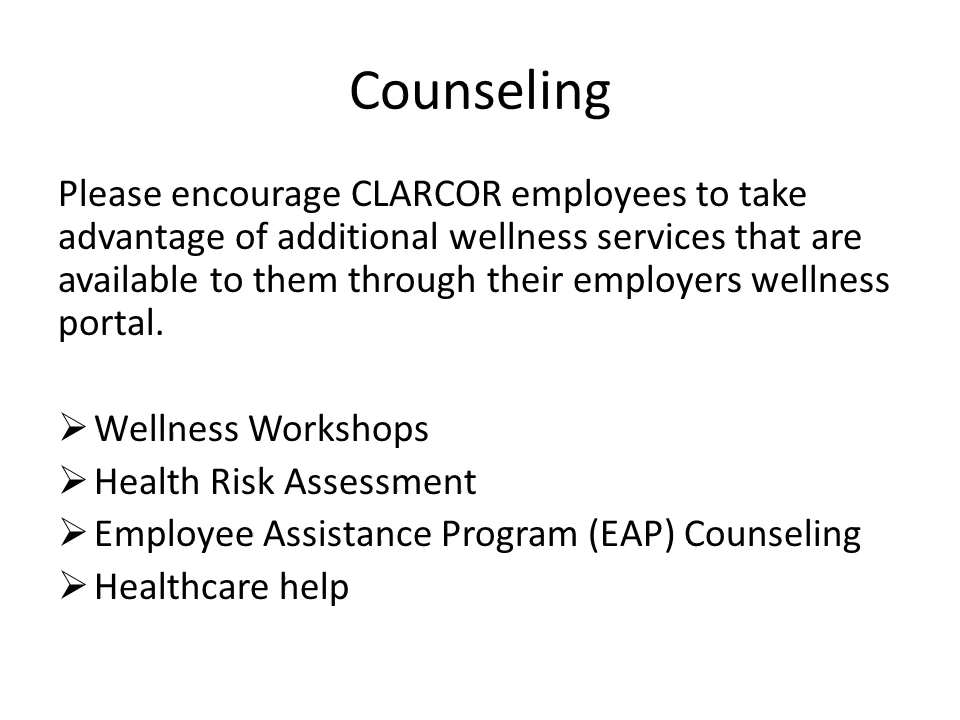 Counseling
Please encourage CLARCOR employees to take
advantage of additional wellness services that are
available to them through their employers wellness
portal.
➢ Wellness Workshops
➢ Health Risk Assessment
➢ Employee Assistance Program (EAP) Counseling
➢ Healthcare help